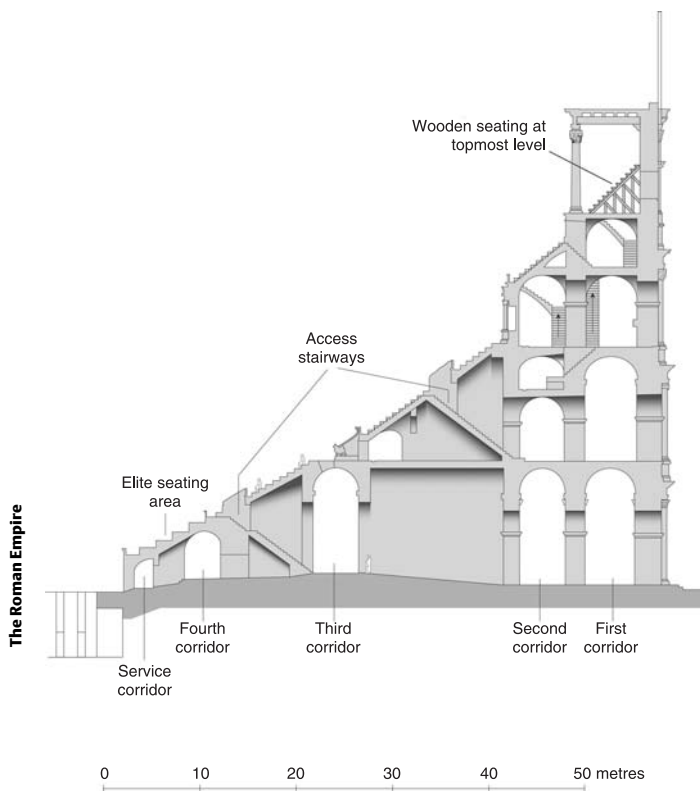 Wooden seating at
topmost level
Access
stairways
Elite seating
area
The Roman Empire
Fourth
corridor
Third
corridor
Second
corridor
First
corridor
Service
corridor
0 10 20 30 40 50 metres